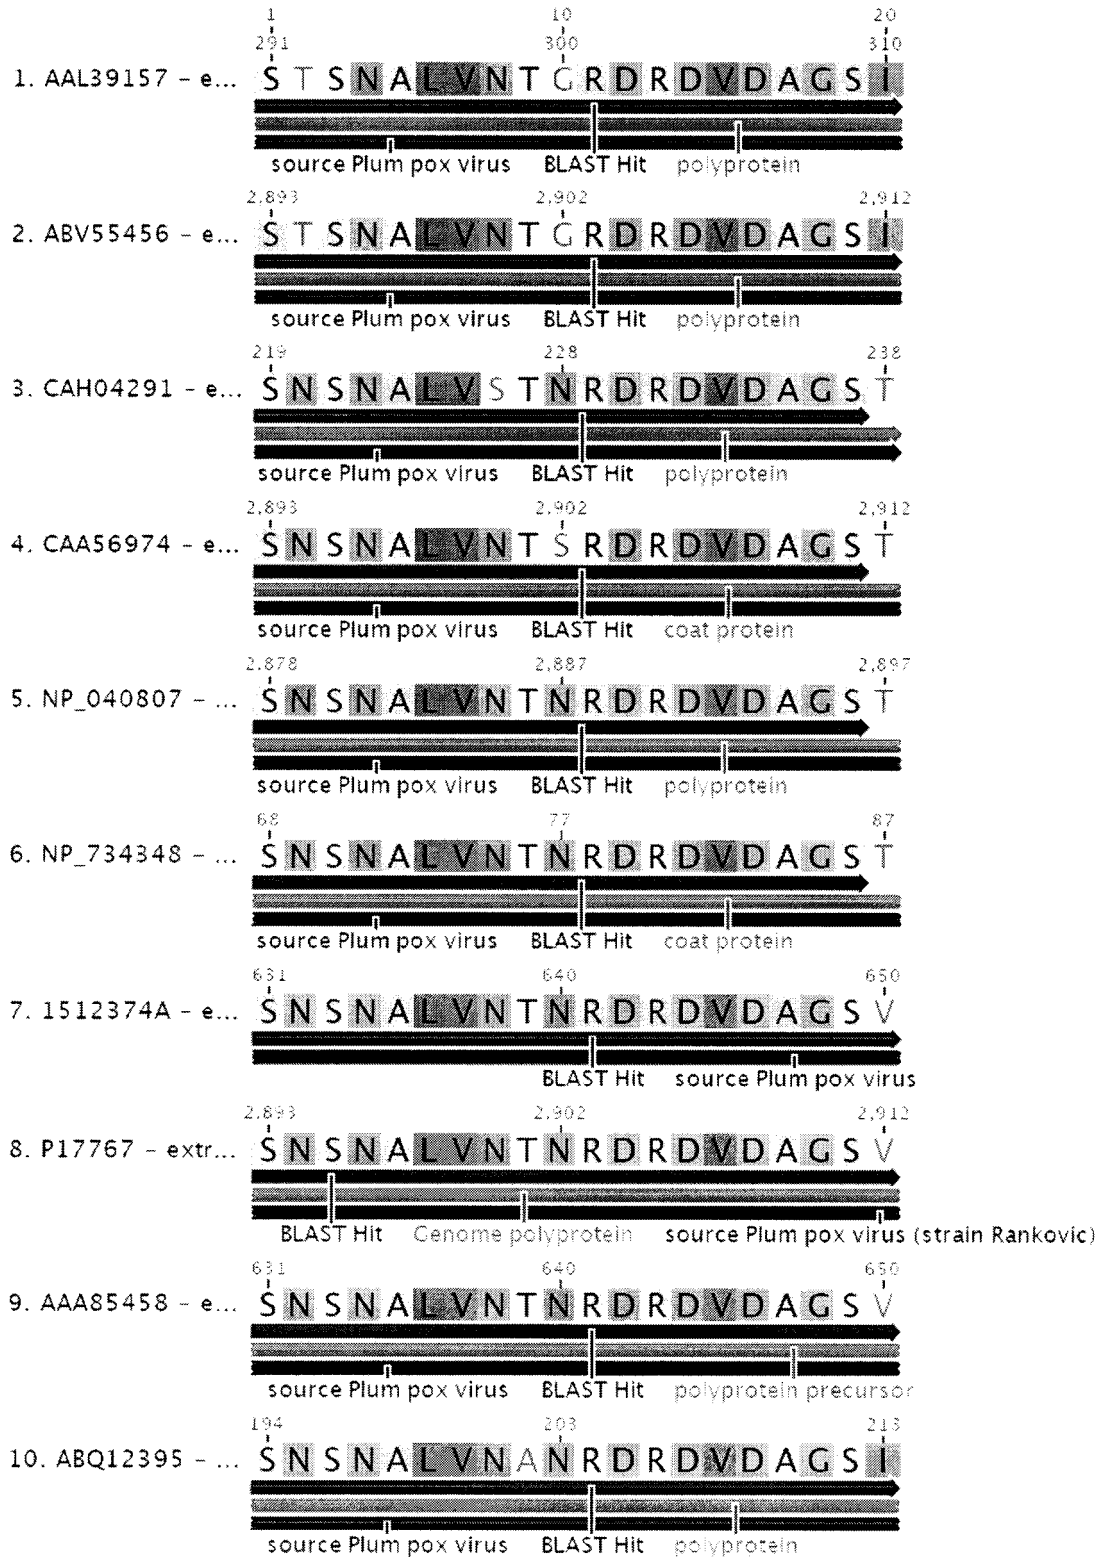 1 10 20
291 300 310
1. AAL39157 – e... S T S N A L V N T G R D R D V D A G S I
source Plum pox virus BLAST Hit polyprotein
2,893 2,902 2,912
2. ABV55456 – e... S T S N A L V N T G R D R D V D A G S I
source Plum pox virus BLAST Hit polyprotein
219 228 238
3. CAH04291 – e... S N S N A L V S T N R D R D V D A G S T
source Plum pox virus BLAST Hit polyprotein
2,893 2,902 2,912
4. CAA56974 – e... S N S N A L V N T S R D R D V D A G S T
source Plum pox virus BLAST Hit coat protein
2,878 2,887 2,897
5. NP_040807 – ... S N S N A L V N T N R D R D V D A G S T
source Plum pox virus BLAST Hit polyprotein
68 77 87
6. NP_734348 – ... S N S N A L V N T N R D R D V D A G S T
source Plum pox virus BLAST Hit coat protein
631 640 650
7. 1512374A – e... S N S N A L V N T N R D R D V D A G S V
BLAST Hit source Plum pox virus
2,893 2,902 2,912
8. P17767 – extr... S N S N A L V N T N R D R D V D A G S V
BLAST Hit Genome polyprotein source Plum pox virus (strain Rankovic)
631 640 650
9. AAA85458 – e... S N S N A L V N T N R D R D V D A G S V
source Plum pox virus BLAST Hit polyprotein precursor
194 203 213
10. ABQ12395 – ... S N S N A L V N A N R D R D V D A G S I
source Plum pox virus BLAST Hit polyprotein